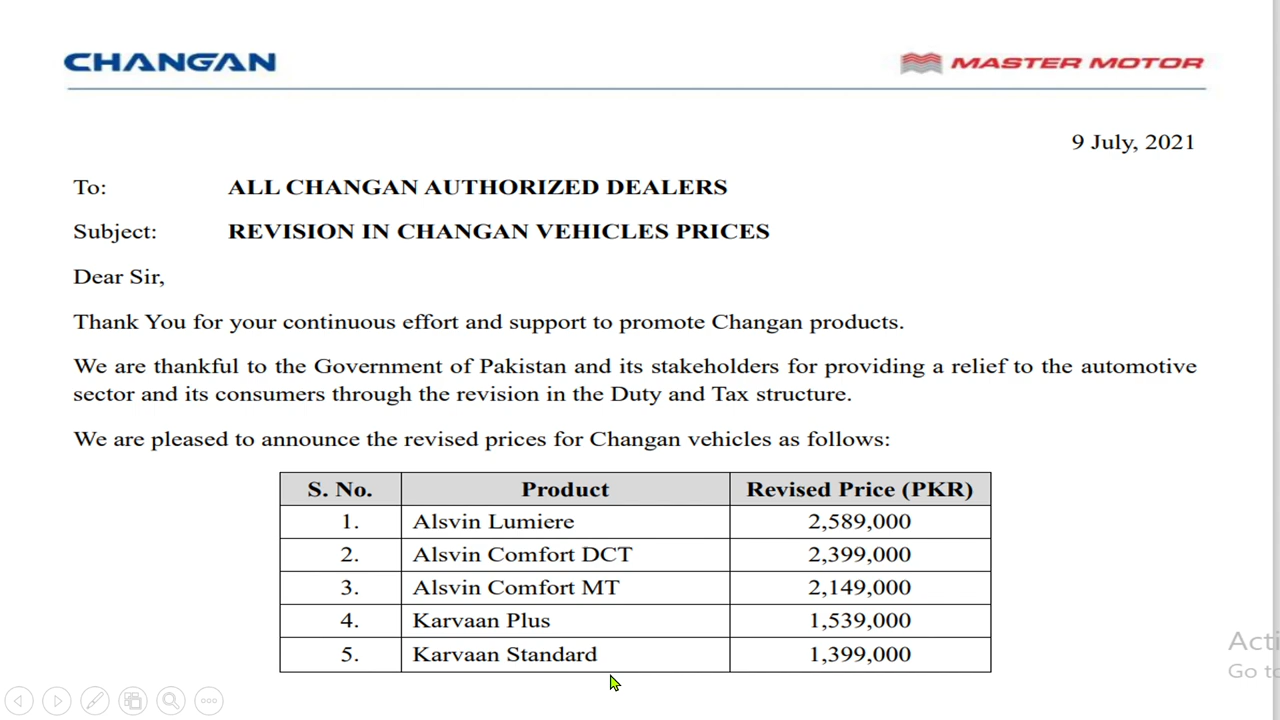 CHANGAN
MASTER MOTOR
9 July, 2021
To: ALL CHANGAN AUTHORIZED DEALERS
Subject: REVISION IN CHANGAN VEHICLES PRICES
Dear Sir,
Thank You for your continuous effort and support to promote Changan products.
We are thankful to the Government of Pakistan and its stakeholders for providing a relief to the automotive
sector and its consumers through the revision in the Duty and Tax structure.
We are pleased to announce the revised prices for Changan vehicles as follows:
S. No. Product Revised Price (PKR)
1. Alsvin Lumiere 2,589,000
2. Alsvin Comfort DCT 2,399,000
3. Alsvin Comfort MT 2,149,000
4. Karvaan Plus 1,539,000
5. Karvaan Standard 1,399,000
Acti
Go to